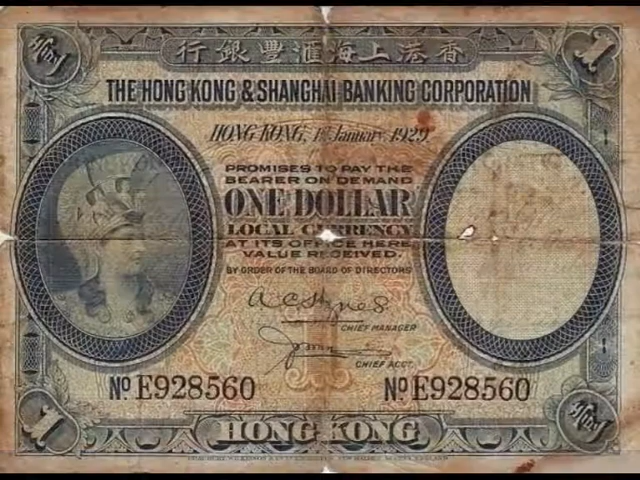 行銀豐滙海上港香
THE HONG KONG & SHANGHAI BANKING CORPORATION
HONG KONG, 1st January, 1929.
PROMISES TO PAY THE
BEARER ON DEMAND
ONE DOLLAR
LOCAL CURRENCY
AT ITS OFFICE HERE
VALUE RECEIVED.
BY ORDER OF THE BOARD OF DIRECTORS
CHIEF MANAGER
CHIEF ACCT.
Nº E928560 Nº E928560
1 HONG KONG